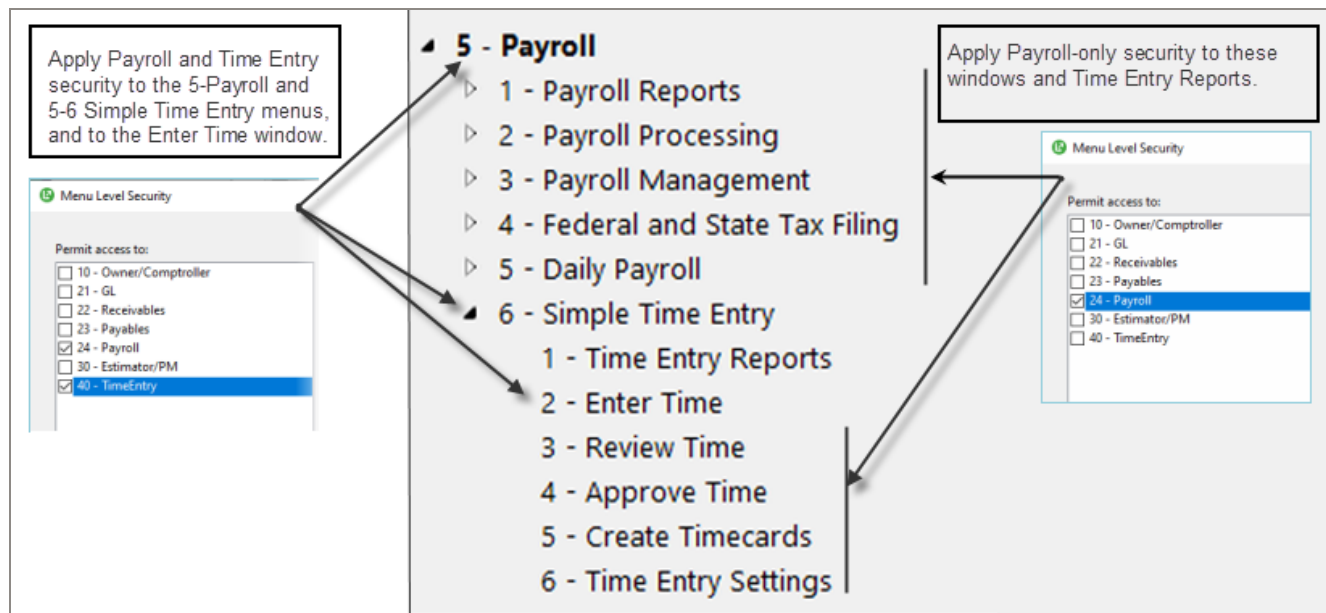 Apply Payroll and Time Entry
security to the 5-Payroll and
5-6 Simple Time Entry menus,
and to the Enter Time window.
Menu Level Security
Permit access to:
10 - Owner/Comptroller
21 - GL
22 - Receivables
23 - Payables
24 - Payroll
30 - Estimator/PM
40 - TimeEntry
5 - Payroll
1 - Payroll Reports
2 - Payroll Processing
3 - Payroll Management
4 - Federal and State Tax Filing
5 - Daily Payroll
6 - Simple Time Entry
1 - Time Entry Reports
2 - Enter Time
3 - Review Time
4 - Approve Time
5 - Create Timecards
6 - Time Entry Settings
Apply Payroll-only security to these
windows and Time Entry Reports.
Menu Level Security
Permit access to:
10 - Owner/Comptroller
21 - GL
22 - Receivables
23 - Payables
24 - Payroll
30 - Estimator/PM
40 - TimeEntry